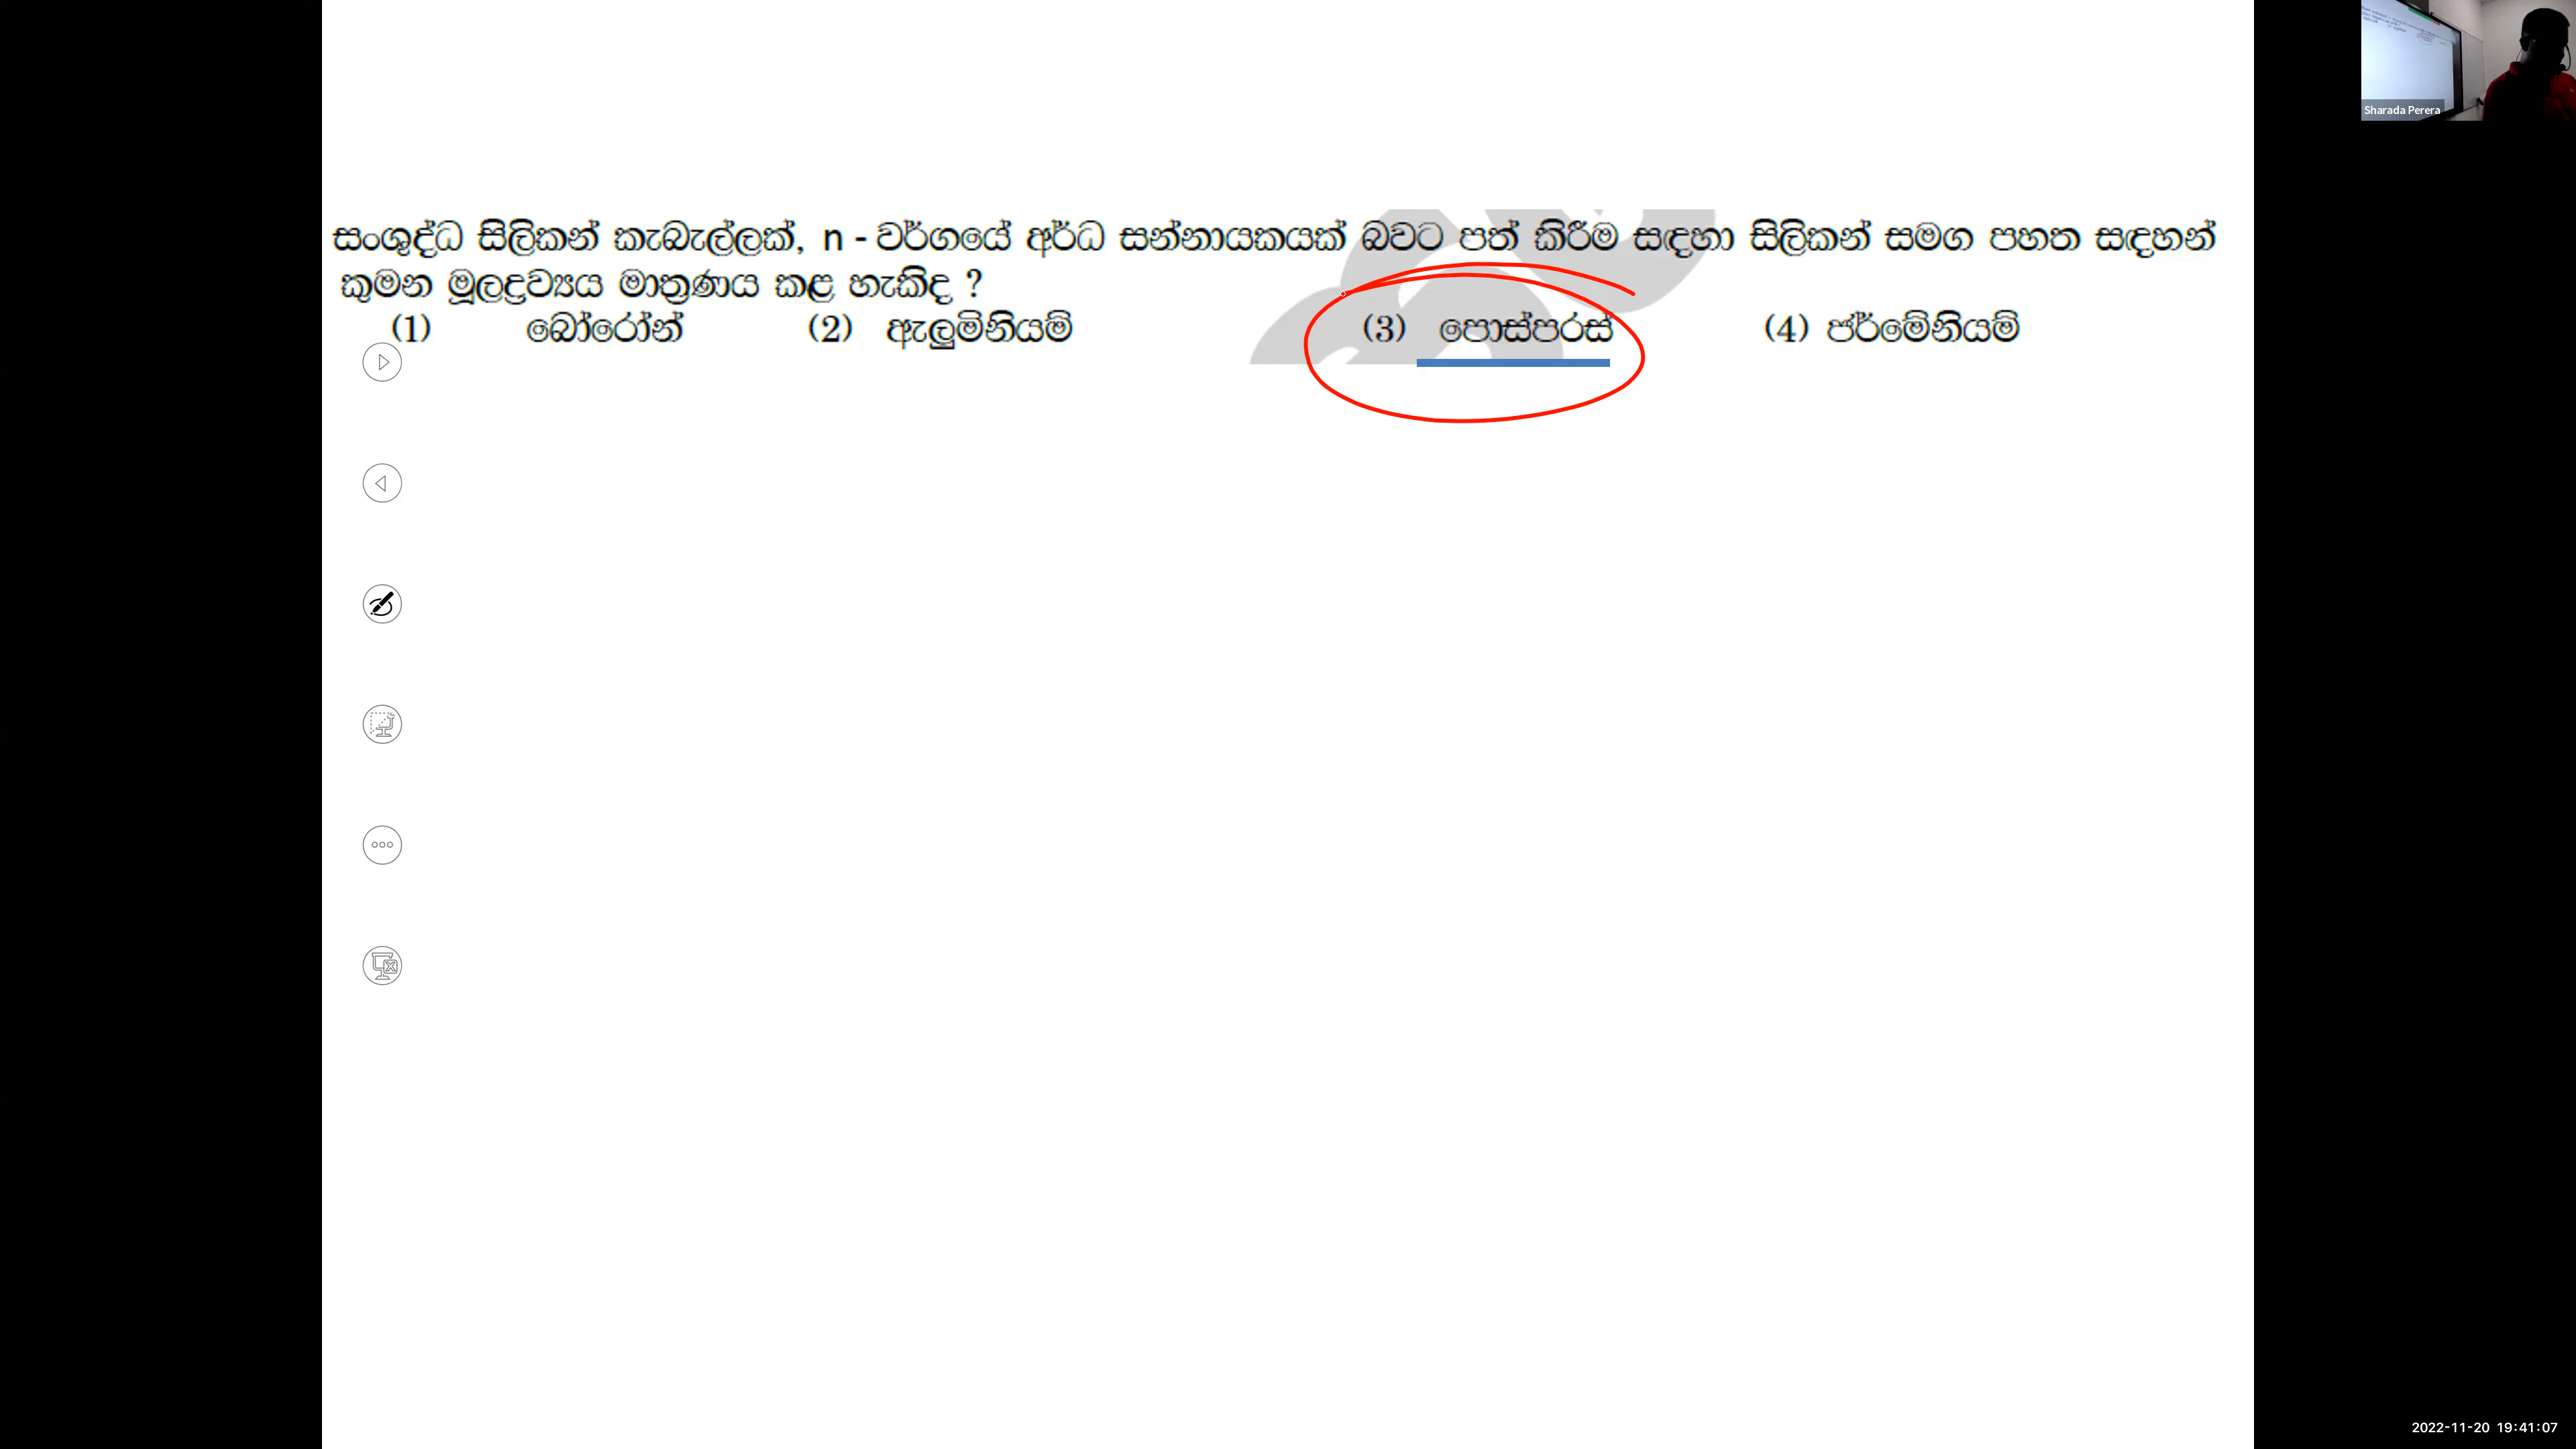 සංශුද්ධ සිලිකන් කැබැල්ලක්, n - වර්ගයේ අර්ධ සන්නායකයක් බවට පත් කිරීම සඳහා සිලිකන් සමග පහත සඳහන්
කුමන මූලද්‍රව්‍යය මාත්‍රණය කළ හැකිද ?
(1) බෝරෝන් (2) ඇලුමිනියම් (3) පොස්පරස් (4) ජර්මේනියම්
Sharada Perera
2022-11-20 19:41:07